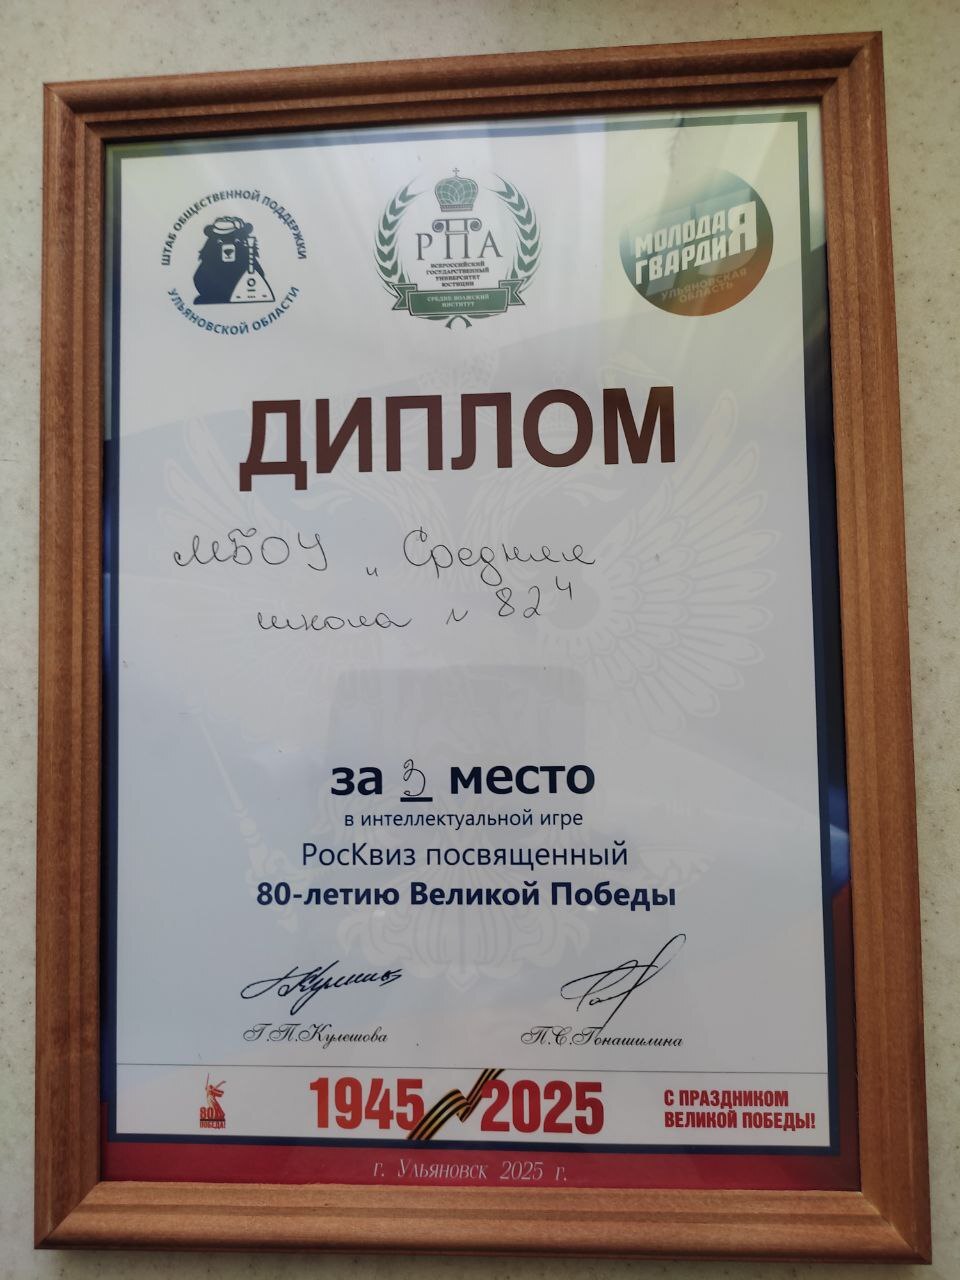 ШТАБ ОБЩЕСТВЕННОЙ ПОДДЕРЖКИ
УЛЬЯНОВСКОЙ ОБЛАСТИ
РПА
ВСЕРОССИЙСКИЙ
ГОСУДАРСТВЕННЫЙ
УНИВЕРСИТЕТ
ЮСТИЦИИ
СРЕДНЕ-ВОЛЖСКИЙ
ИНСТИТУТ
МОЛОДАЯ
ГВАРДИЯ
УЛЬЯНОВСКАЯ
ОБЛАСТЬ
ДИПЛОМ
МБОУ "Средняя
школа № 82"
за 3 место
в интеллектуальной игре
РосКвиз посвященный
80-летию Великой Победы
Г.П.Кулешова
П.С.Гонашилина
80
ПОБЕДА!
1945 2025
С ПРАЗДНИКОМ
ВЕЛИКОЙ ПОБЕДЫ!
г. Ульяновск 2025 г.